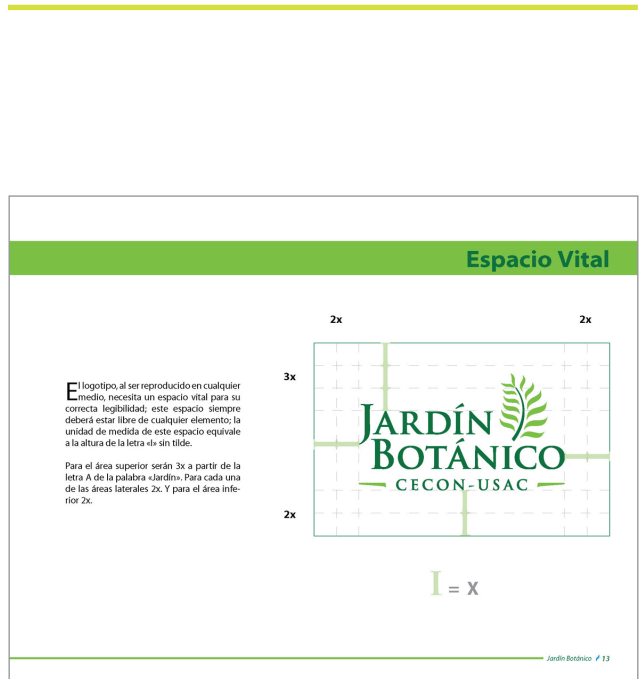 Espacio Vital
2x
2x
3x
El logotipo, al ser reproducido en cualquier
medio, necesita un espacio vital para su
correcta legibilidad; este espacio siempre
deberá estar libre de cualquier elemento; la
unidad de medida de este espacio equivale
a la altura de la letra «I» sin tilde.
Para el área superior serán 3x a partir de la
letra A de la palabra «Jardín». Para cada una
de las áreas laterales 2x. Y para el área infe-
rior 2x.
JARDÍN
BOTÁNICO
CECON-USAC
2x
I = x
Jardín Botánico 13